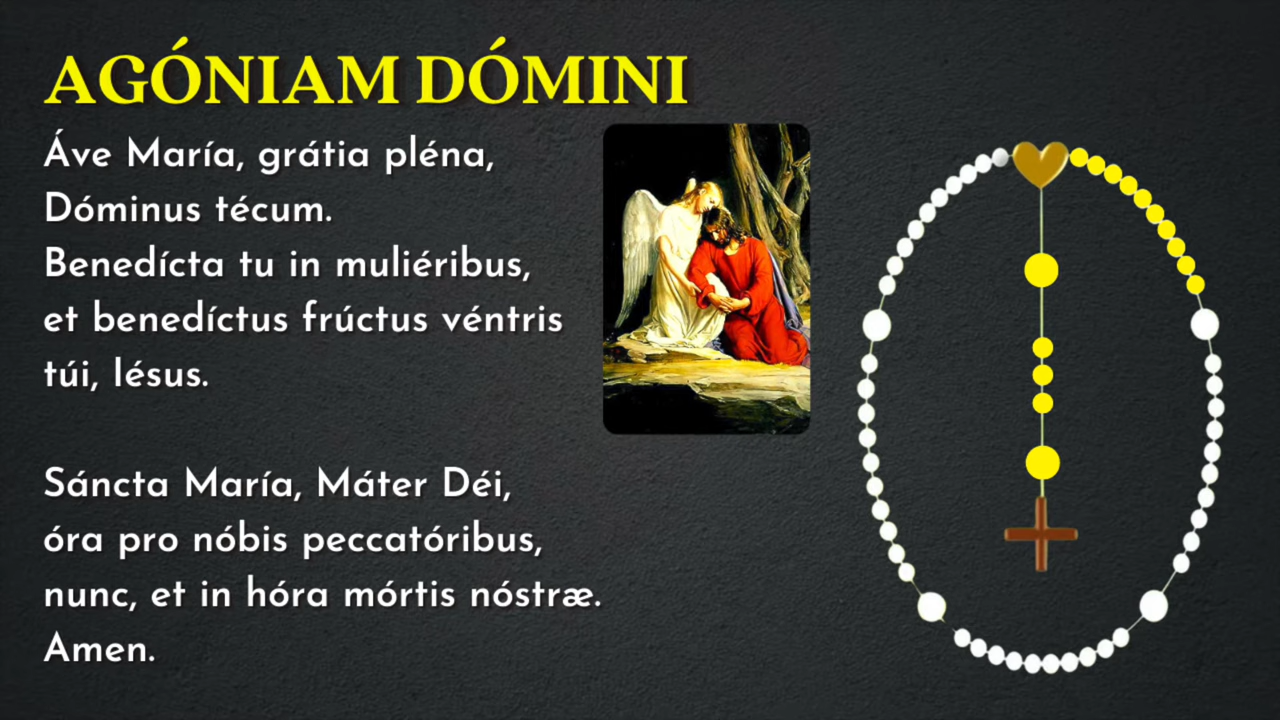 AGÓNIAM DÓMINI
Áve María, grátia pléna,
Dóminus técum.
Benedícta tu in muliéribus,
et benedíctus frúctus véntris
túi, Iésus.
Sáncta María, Máter Déi,
óra pro nóbis peccatóribus,
nunc, et in hóra mórtis nóstræ.
Amen.